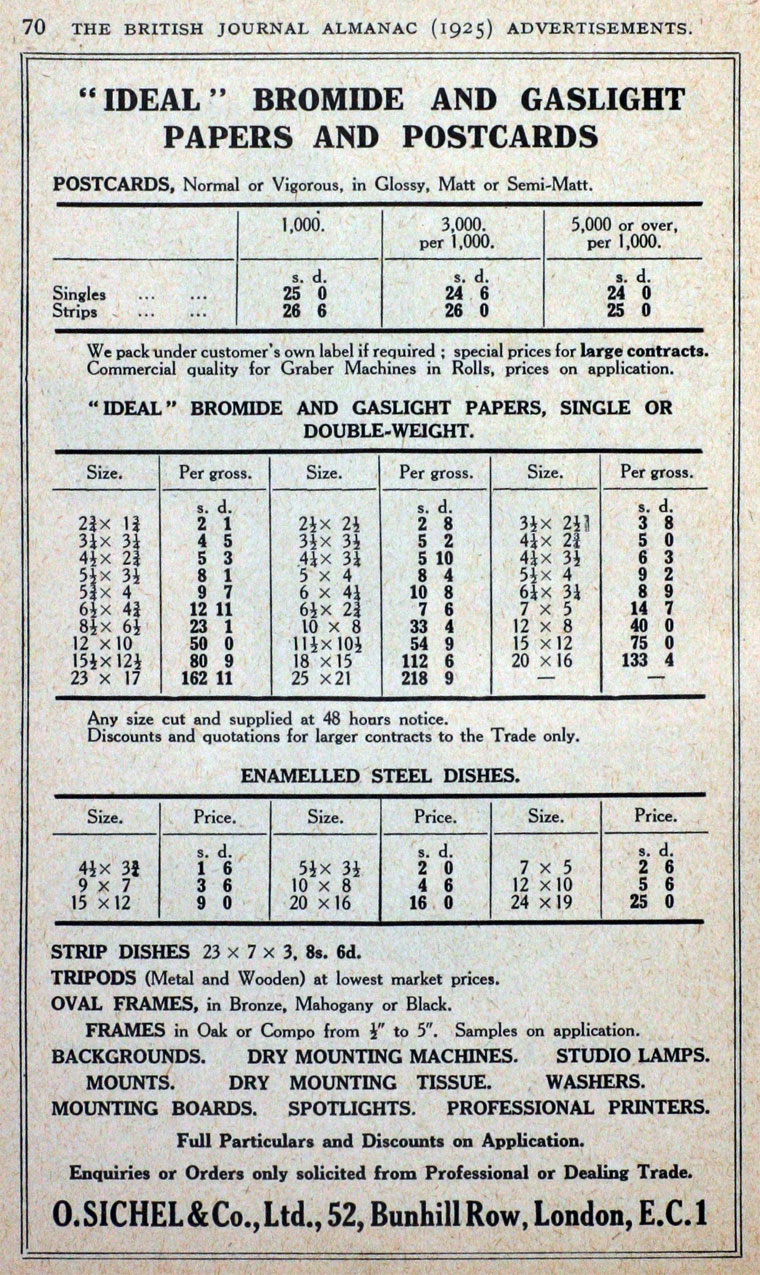 70 THE BRITISH JOURNAL ALMANAC (1925) ADVERTISEMENTS.
"IDEAL" BROMIDE AND GASLIGHT
PAPERS AND POSTCARDS
POSTCARDS, Normal or Vigorous, in Glossy, Matt or Semi-Matt.
1,000. 3,000. 5,000 or over,
per 1,000. per 1,000.
s. d. s. d. s. d.
Singles ... ... 25 0 24 6 24 0
Strips ... ... 26 6 26 0 25 0
We pack under customer's own label if required ; special prices for large contracts.
Commercial quality for Graber Machines in Rolls, prices on application.
"IDEAL" BROMIDE AND GASLIGHT PAPERS, SINGLE OR
DOUBLE-WEIGHT.
Size. Per gross. Size. Per gross. Size. Per gross.
s. d. s. d. s. d.
2¾ × 1¾ 2 1 2½ × 2½ 2 8 3½ × 2½ 3 8
3¼ × 3¼ 4 5 3½ × 3½ 5 2 4¼ × 2¾ 5 0
4½ × 2¾ 5 3 4¼ × 3¼ 5 10 4¼ × 3½ 6 3
5½ × 3½ 8 1 5 × 4 8 4 5½ × 4 9 2
5¾ × 4 9 7 6 × 4¼ 10 8 6¼ × 3¼ 8 9
6½ × 4¾ 12 11 6½ × 2¾ 7 6 7 × 5 14 7
8½ × 6½ 23 1 10 × 8 33 4 12 × 8 40 0
12 × 10 50 0 11½ × 10½ 54 9 15 × 12 75 0
15½ × 12½ 80 9 18 × 15 112 6 20 × 16 133 4
23 × 17 162 11 25 × 21 218 9 — —
Any size cut and supplied at 48 hours notice.
Discounts and quotations for larger contracts to the Trade only.
ENAMELLED STEEL DISHES.
Size. Price. Size. Price. Size. Price.
s. d. s. d. s. d.
4½ × 1 6 5½ × 3½ 2 0 7 × 5 2 6
9 × 7 3 6 10 × 8 4 6 12 × 10 5 6
15 × 12 9 0 20 × 16 16 0 24 × 19 25 0
STRIP DISHES 23 × 7 × 3, 8s. 6d.
TRIPODS (Metal and Wooden) at lowest market prices.
OVAL FRAMES, in Bronze, Mahogany or Black.
FRAMES in Oak or Compo from ½" to 5". Samples on application.
BACKGROUNDS. DRY MOUNTING MACHINES. STUDIO LAMPS.
MOUNTS. DRY MOUNTING TISSUE. WASHERS.
MOUNTING BOARDS. SPOTLIGHTS. PROFESSIONAL PRINTERS.
Full Particulars and Discounts on Application.
Enquiries or Orders only solicited from Professional or Dealing Trade.
O. SICHEL & Co., Ltd., 52, Bunhill Row, London, E.C.1